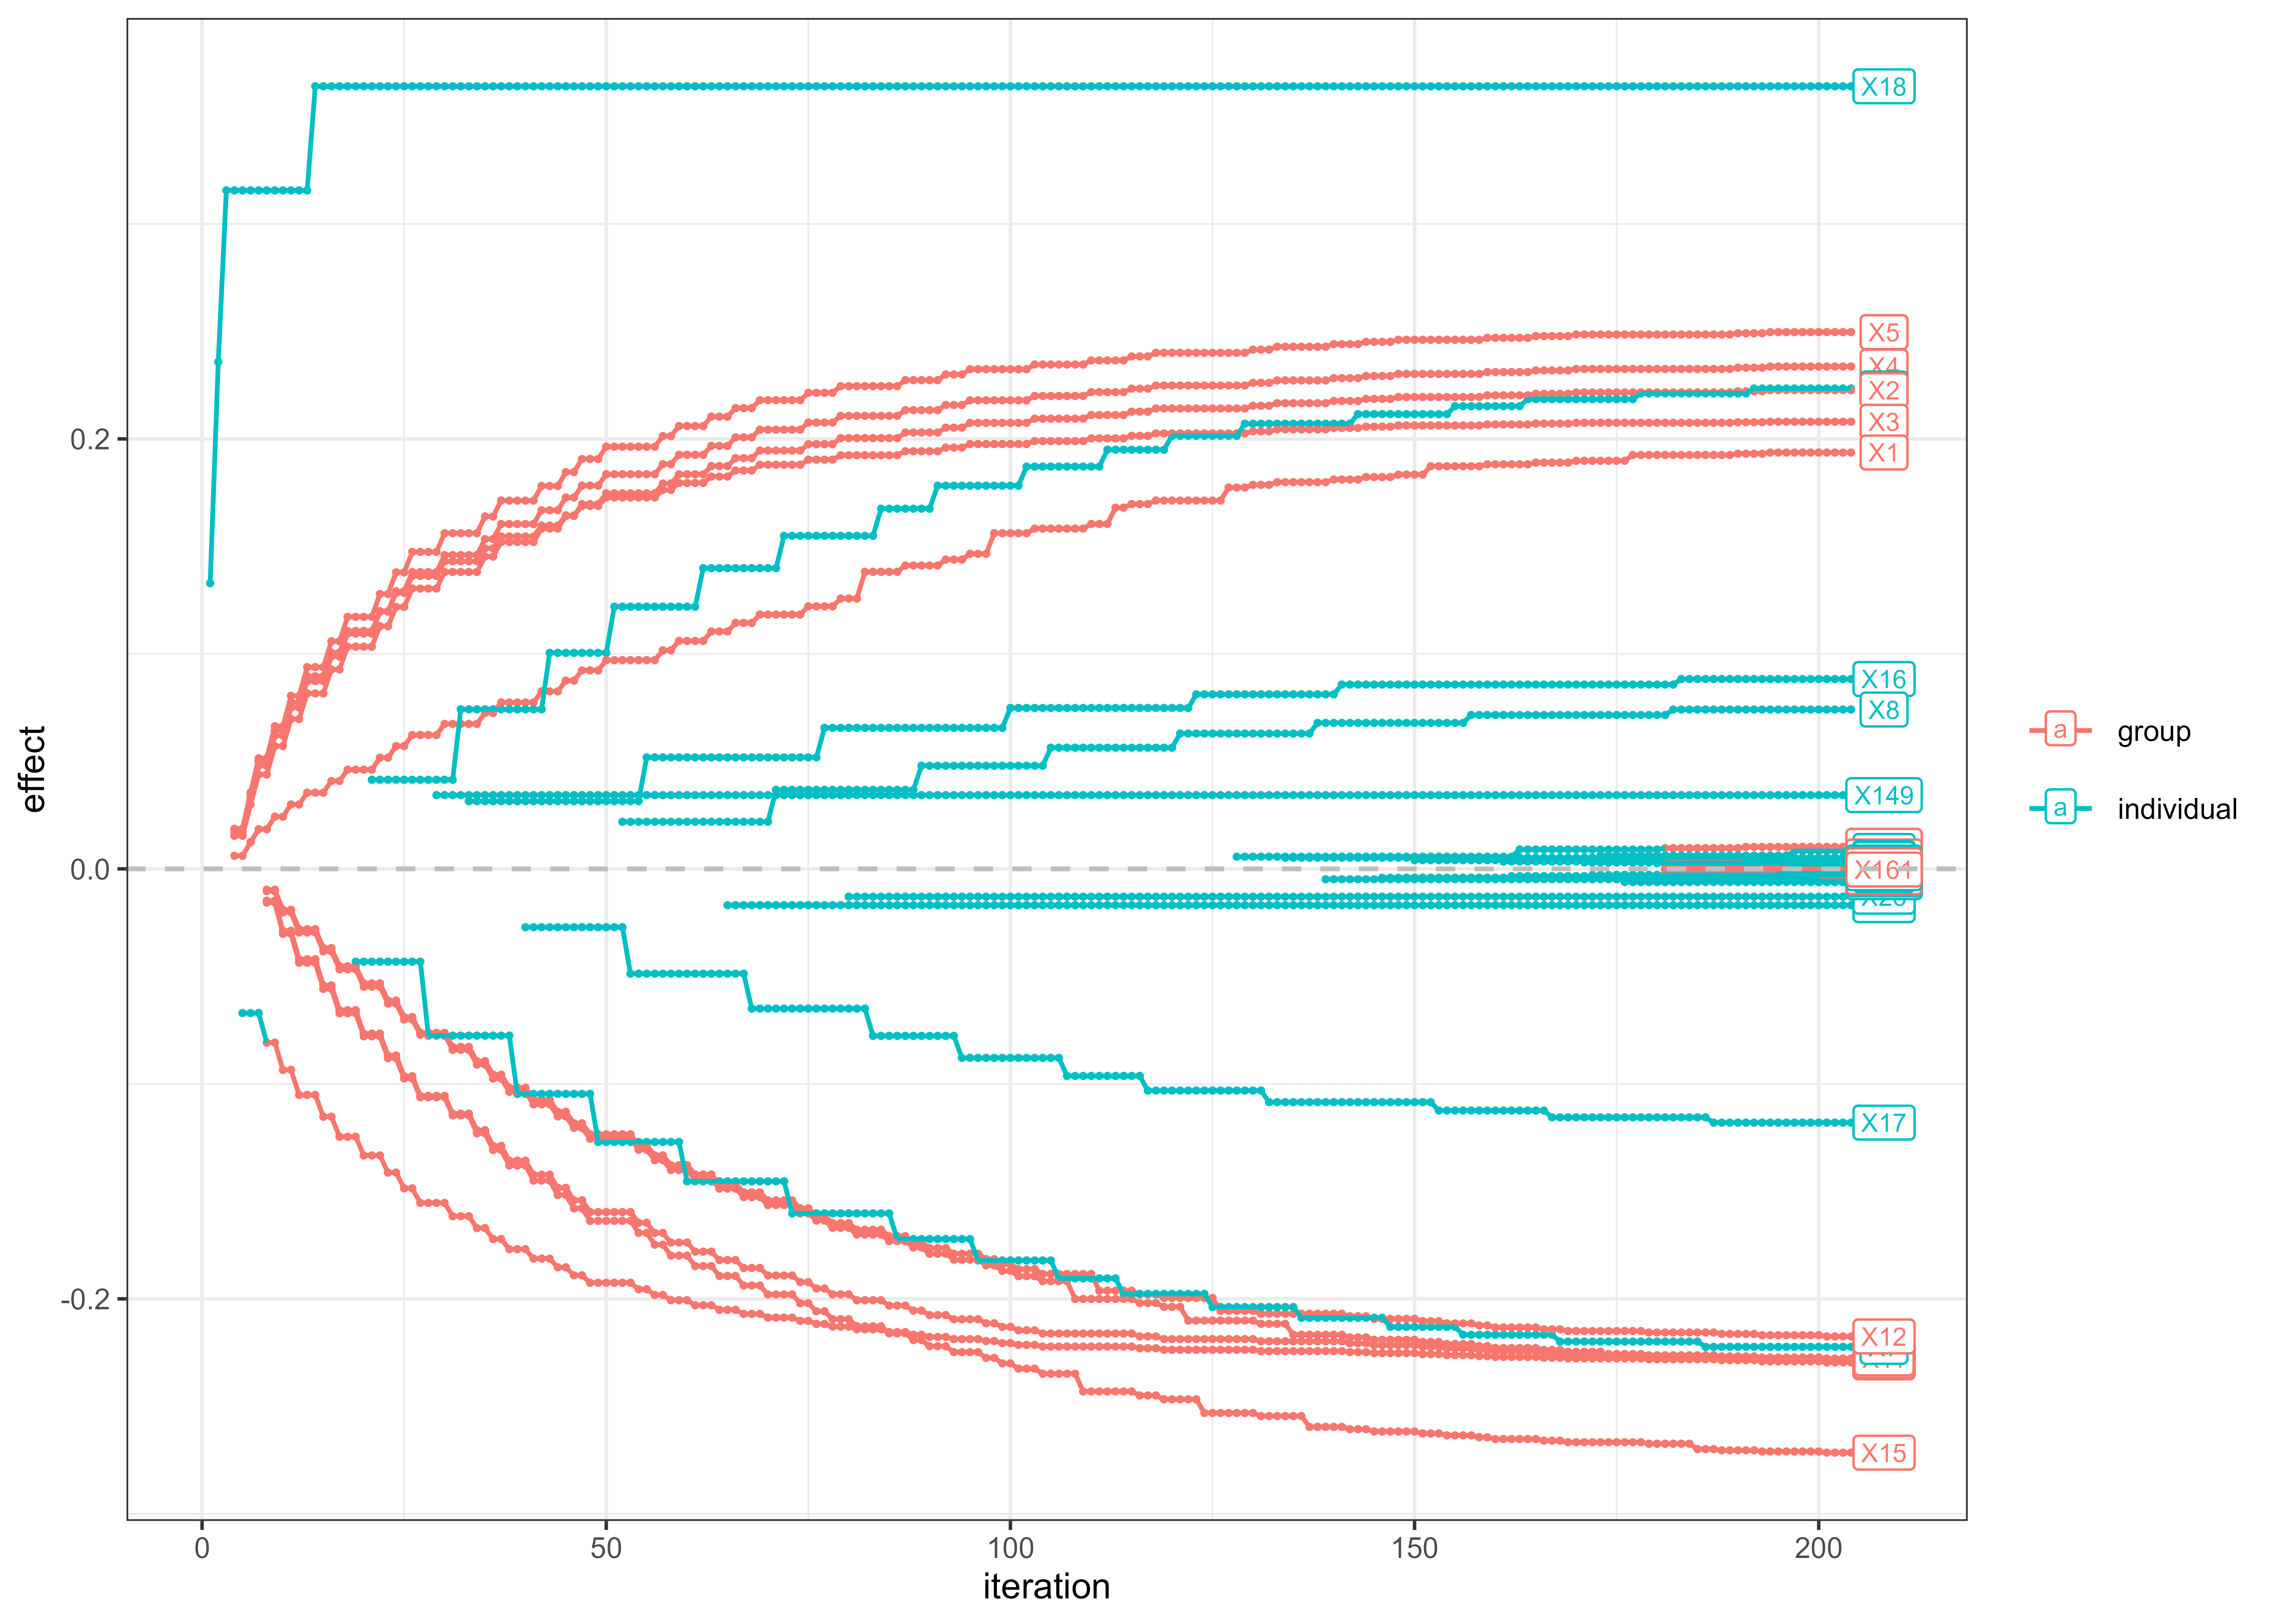 X18
X5
X4
X2
0.2
X3
X1
X16
X8
X149
a group
a individual
effect
0.0
X161
X17
-0.2
X12
X15
0
50
100
150
200
iteration